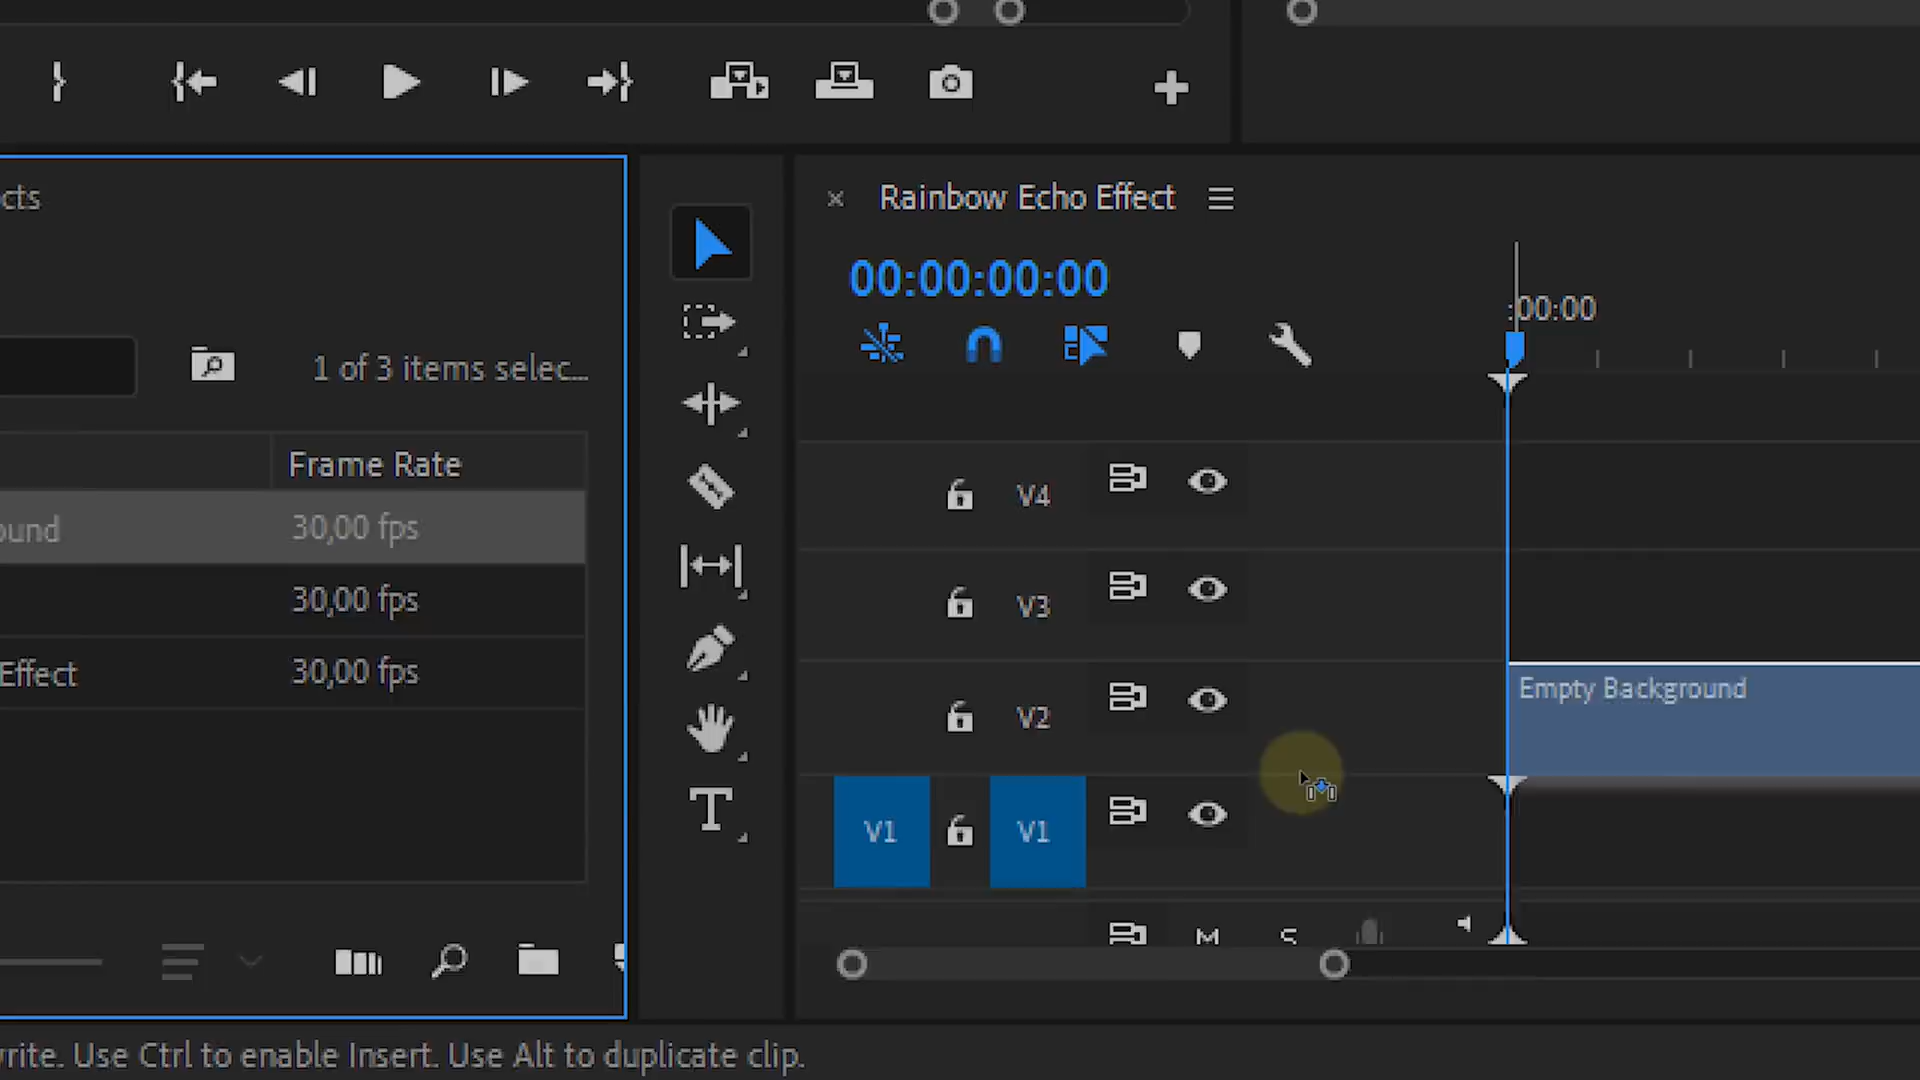 cts
1 of 3 items selec...
Frame Rate
ound 30,00 fps
30,00 fps
Effect 30,00 fps
Rainbow Echo Effect
00:00:00:00
:00:00
V4
V3
V2
Empty Background
V1 V1
M S
write. Use Ctrl to enable Insert. Use Alt to duplicate clip.